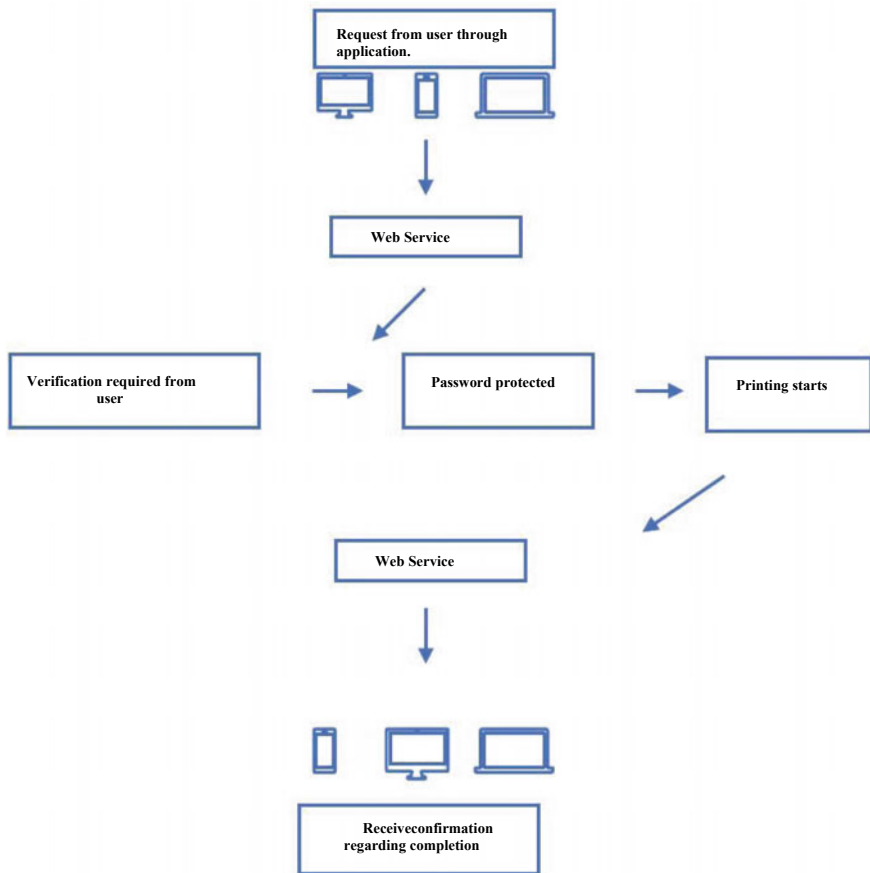 Request from user through
application.
Web Service
Verification required from
user
Password protected
Printing starts
Web Service
Receiveconfirmation
regarding completion